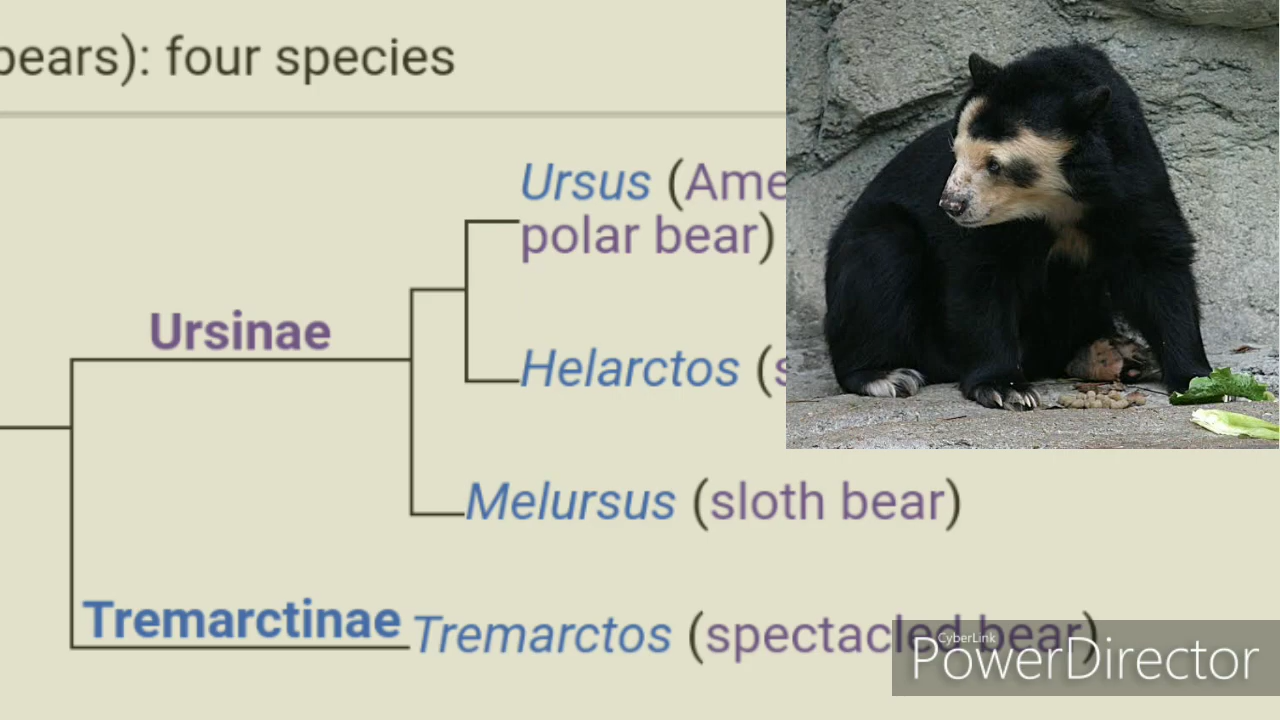 bears): four species
Ursus (Ame
polar bear)
Ursinae
Helarctos (s
Melursus (sloth bear)
Tremarctinae
Tremarctos (spectacled bear)
CyberLink
PowerDirector